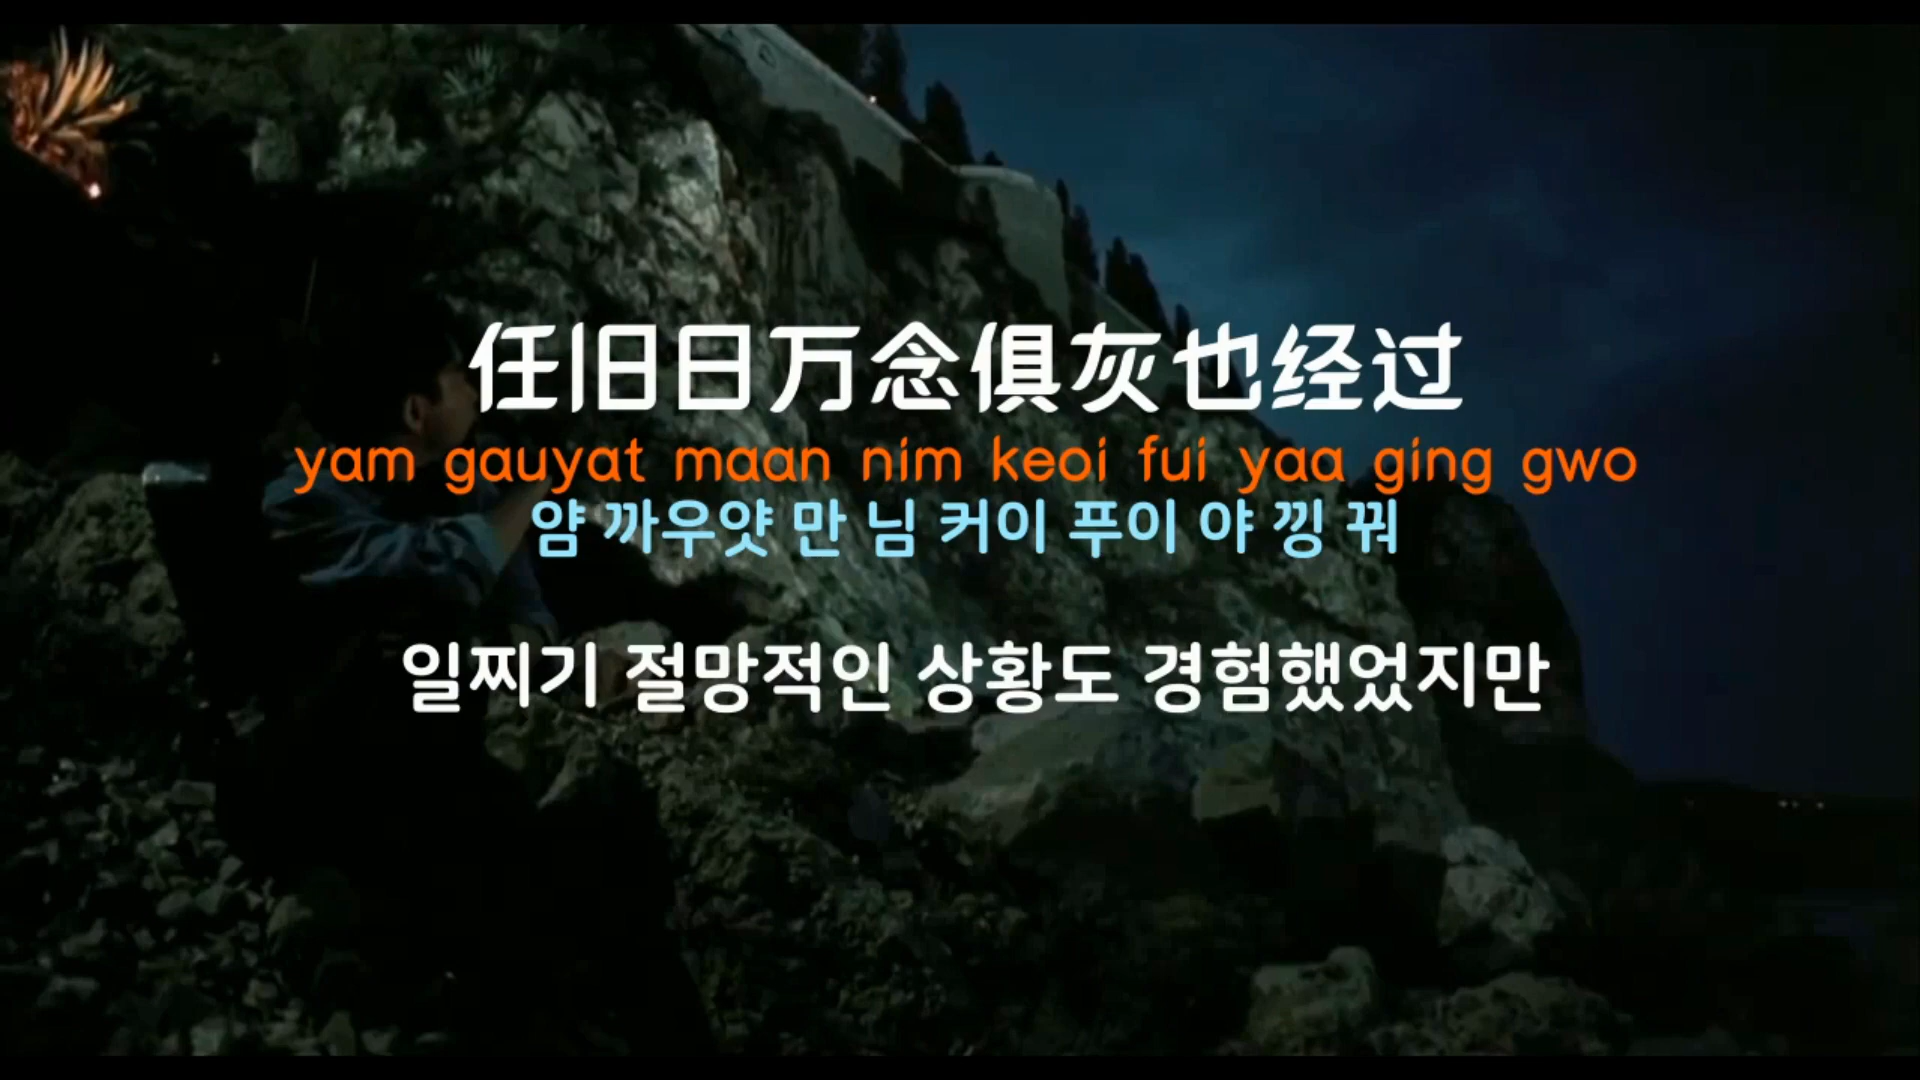 任旧日万念俱灰也经过
yam gauyat maan nim keoi fui yaa ging gwo
얌 까우얏 만 님 커이 푸이 야 낑 꿔
일찌기 절망적인 상황도 경험했었지만